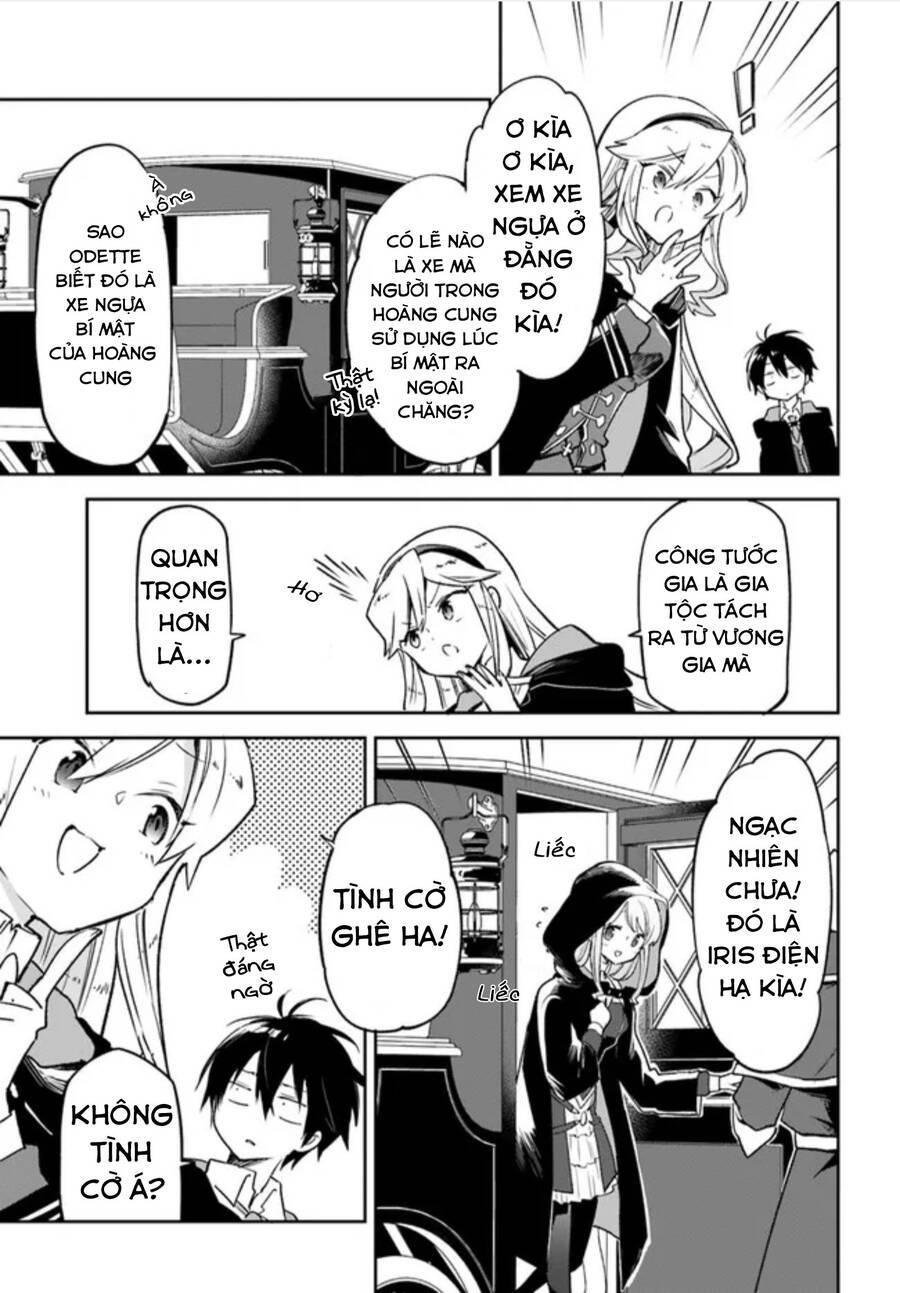 Ơ KÌA
Ơ KÌA,
XEM XE
NGỰA Ở
ĐẰNG
ĐÓ
KÌA!
CÓ LẼ NÀO
LÀ XE MÀ
NGƯỜI TRONG
HOÀNG CUNG
SỬ DỤNG LÚC
BÍ MẬT RA
NGOÀI
CHĂNG?
Thật
kỳ lạ!
À
không
SAO
ODETTE
BIẾT ĐÓ LÀ
XE NGỰA
BÍ MẬT
CỦA HOÀNG
CUNG
CÔNG TƯỚC
GIA LÀ GIA
TỘC TÁCH
RA TỪ VƯƠNG
GIA MÀ
Hơ
QUAN
TRỌNG
HƠN
LÀ...
NGẠC
NHIÊN
CHƯA!
ĐÓ LÀ
IRIS ĐIỆN
HẠ KÌA!
Liếc
Liếc
TÌNH CỜ
GHÊ HA!
Thật
đáng
ngờ
KHÔNG
TÌNH
CỜ Á?